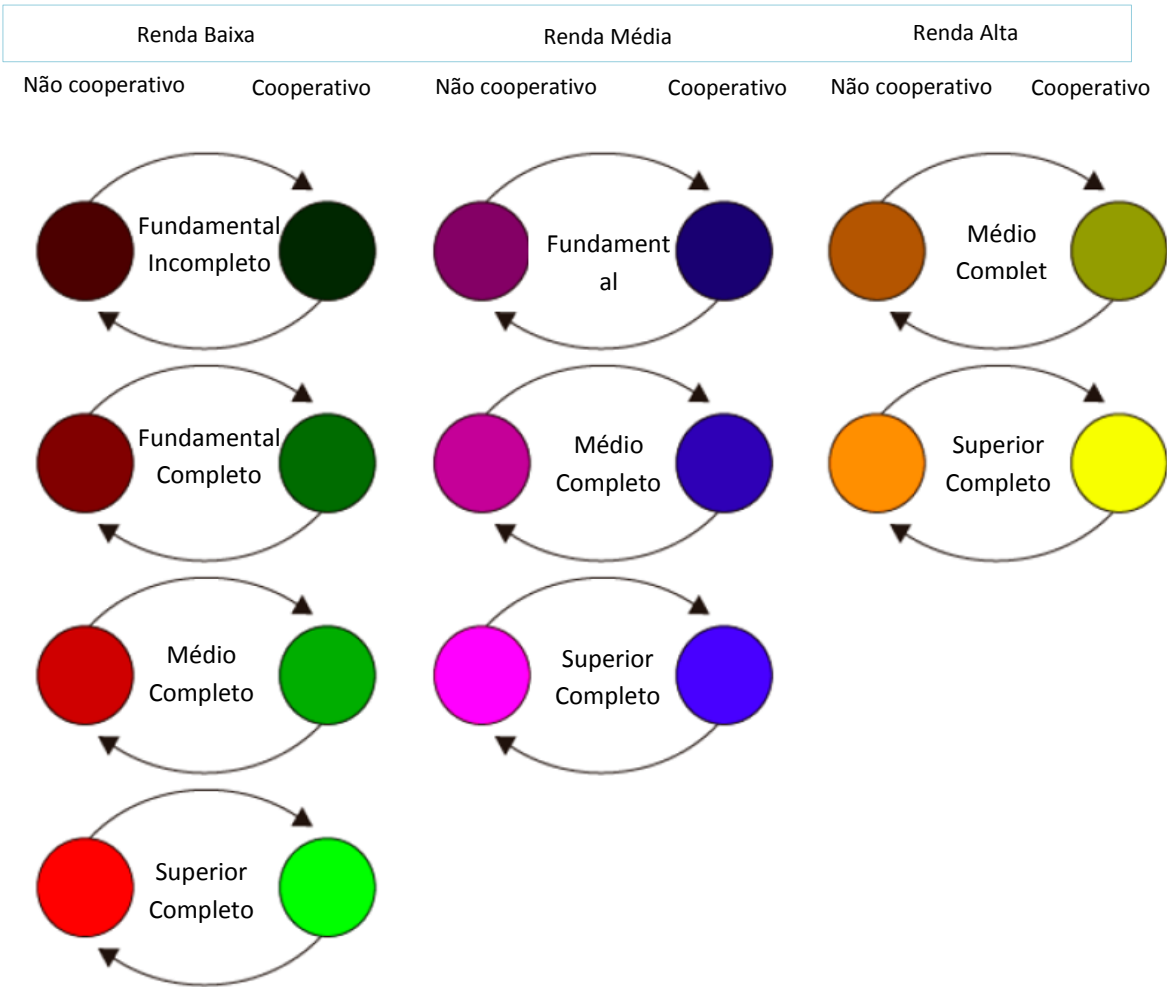 Renda Baixa Renda Média Renda Alta
Não cooperativo Cooperativo Não cooperativo Cooperativo Não cooperativo Cooperativo
Fundamental
Incompleto
Fundament
al
Médio
Complet
Fundamental
Completo
Médio
Completo
Superior
Completo
Médio
Completo
Superior
Completo
Superior
Completo